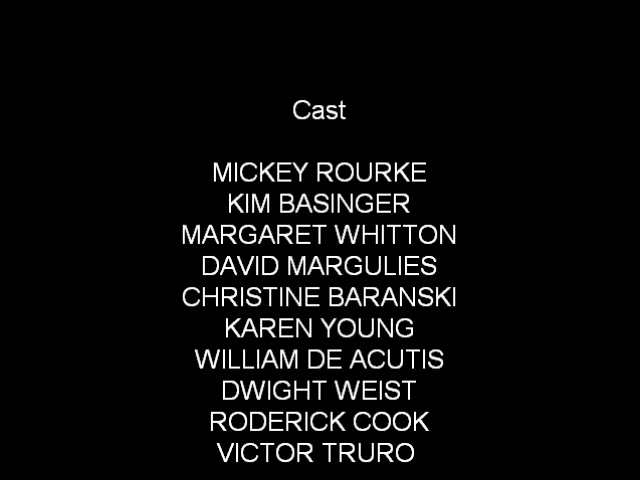 Cast
MICKEY ROURKE
KIM BASINGER
MARGARET WHITTON
DAVID MARGULIES
CHRISTINE BARANSKI
KAREN YOUNG
WILLIAM DE ACUTIS
DWIGHT WEIST
RODERICK COOK
VICTOR TRURO